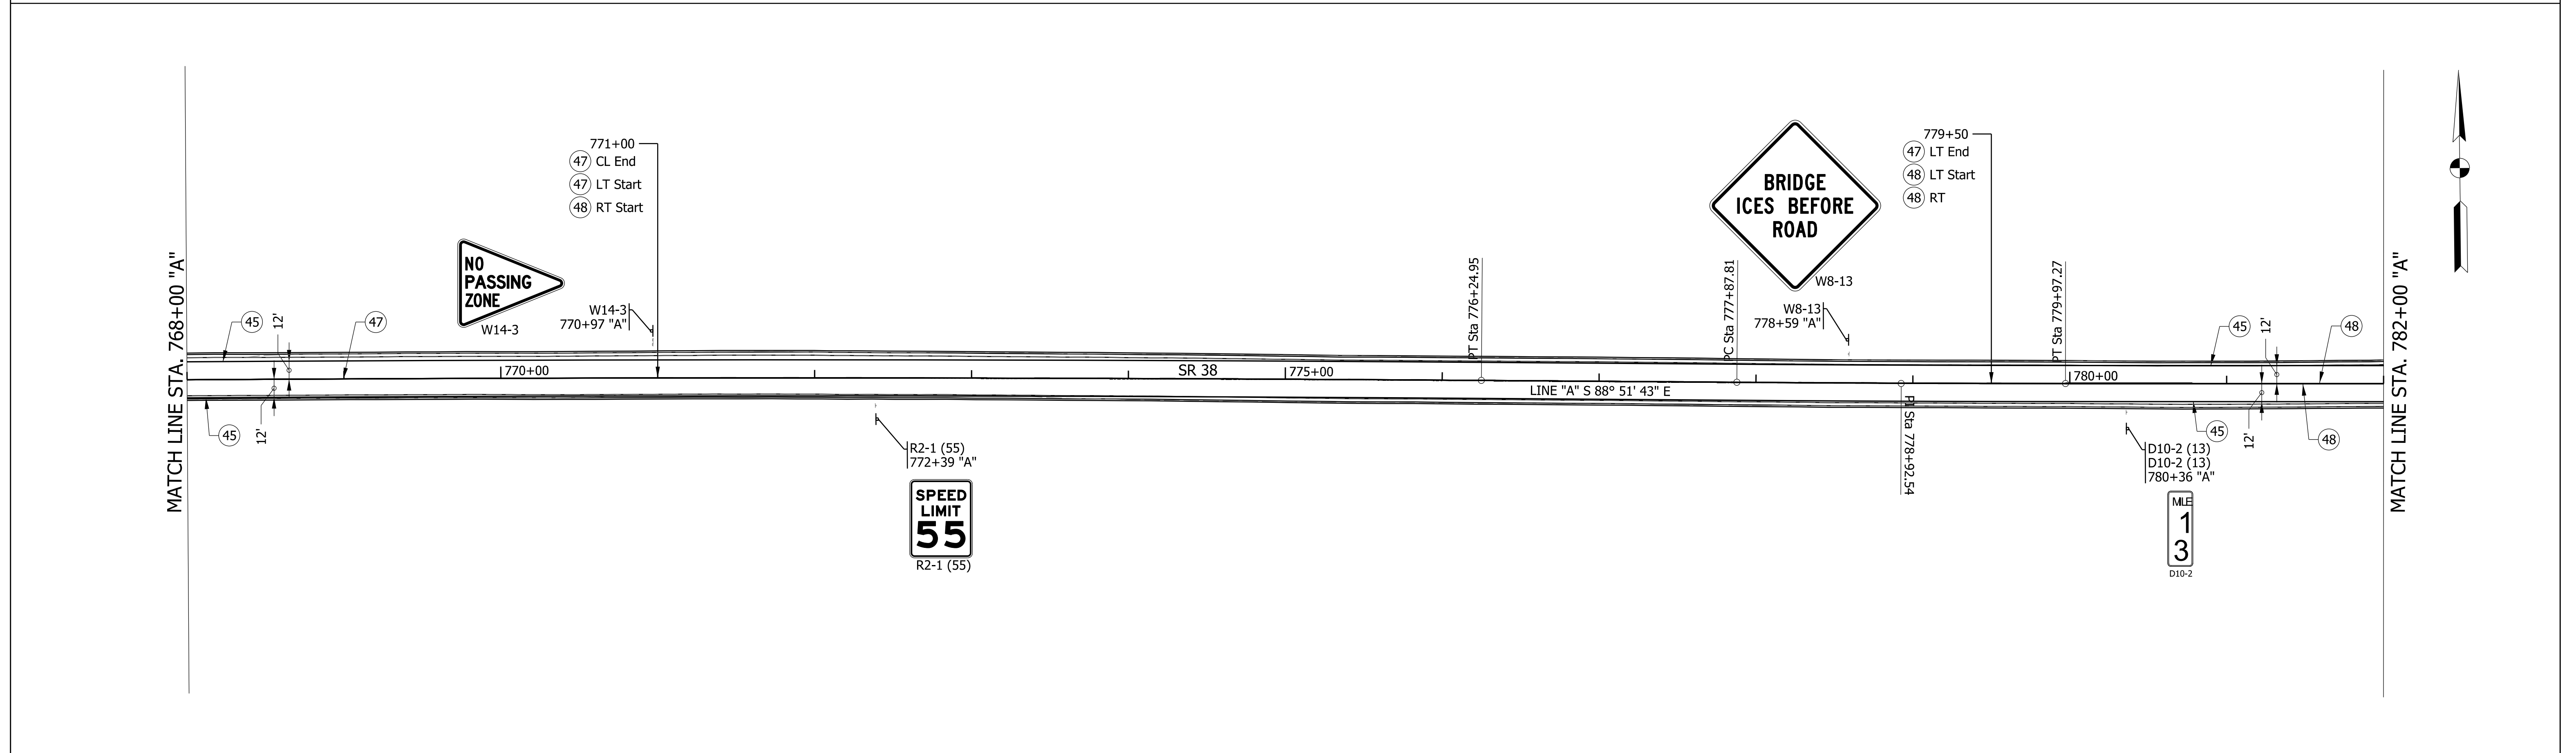 MATCH LINE STA. 768+00 "A"
771+00
47 CL End
47 LT Start
48 RT Start
NO
PASSING
ZONE
W14-3
W14-3
770+97 "A"
45
12'
47
45
12'
770+00
SR 38
775+00
R2-1 (55)
772+39 "A"
SPEED
LIMIT
55
R2-1 (55)
PT Sta 776+24.95
LINE "A" S 88° 51' 43" E
PC Sta 777+87.81
BRIDGE
ICES BEFORE
ROAD
W8-13
W8-13
778+59 "A"
779+50
47 LT End
48 LT Start
48 RT
PI Sta 778+92.54
PT Sta 779+97.27
780+00
45
12'
48
45
12'
48
D10-2 (13)
D10-2 (13)
780+36 "A"
MILE
1
3
D10-2
MATCH LINE STA. 782+00 "A"